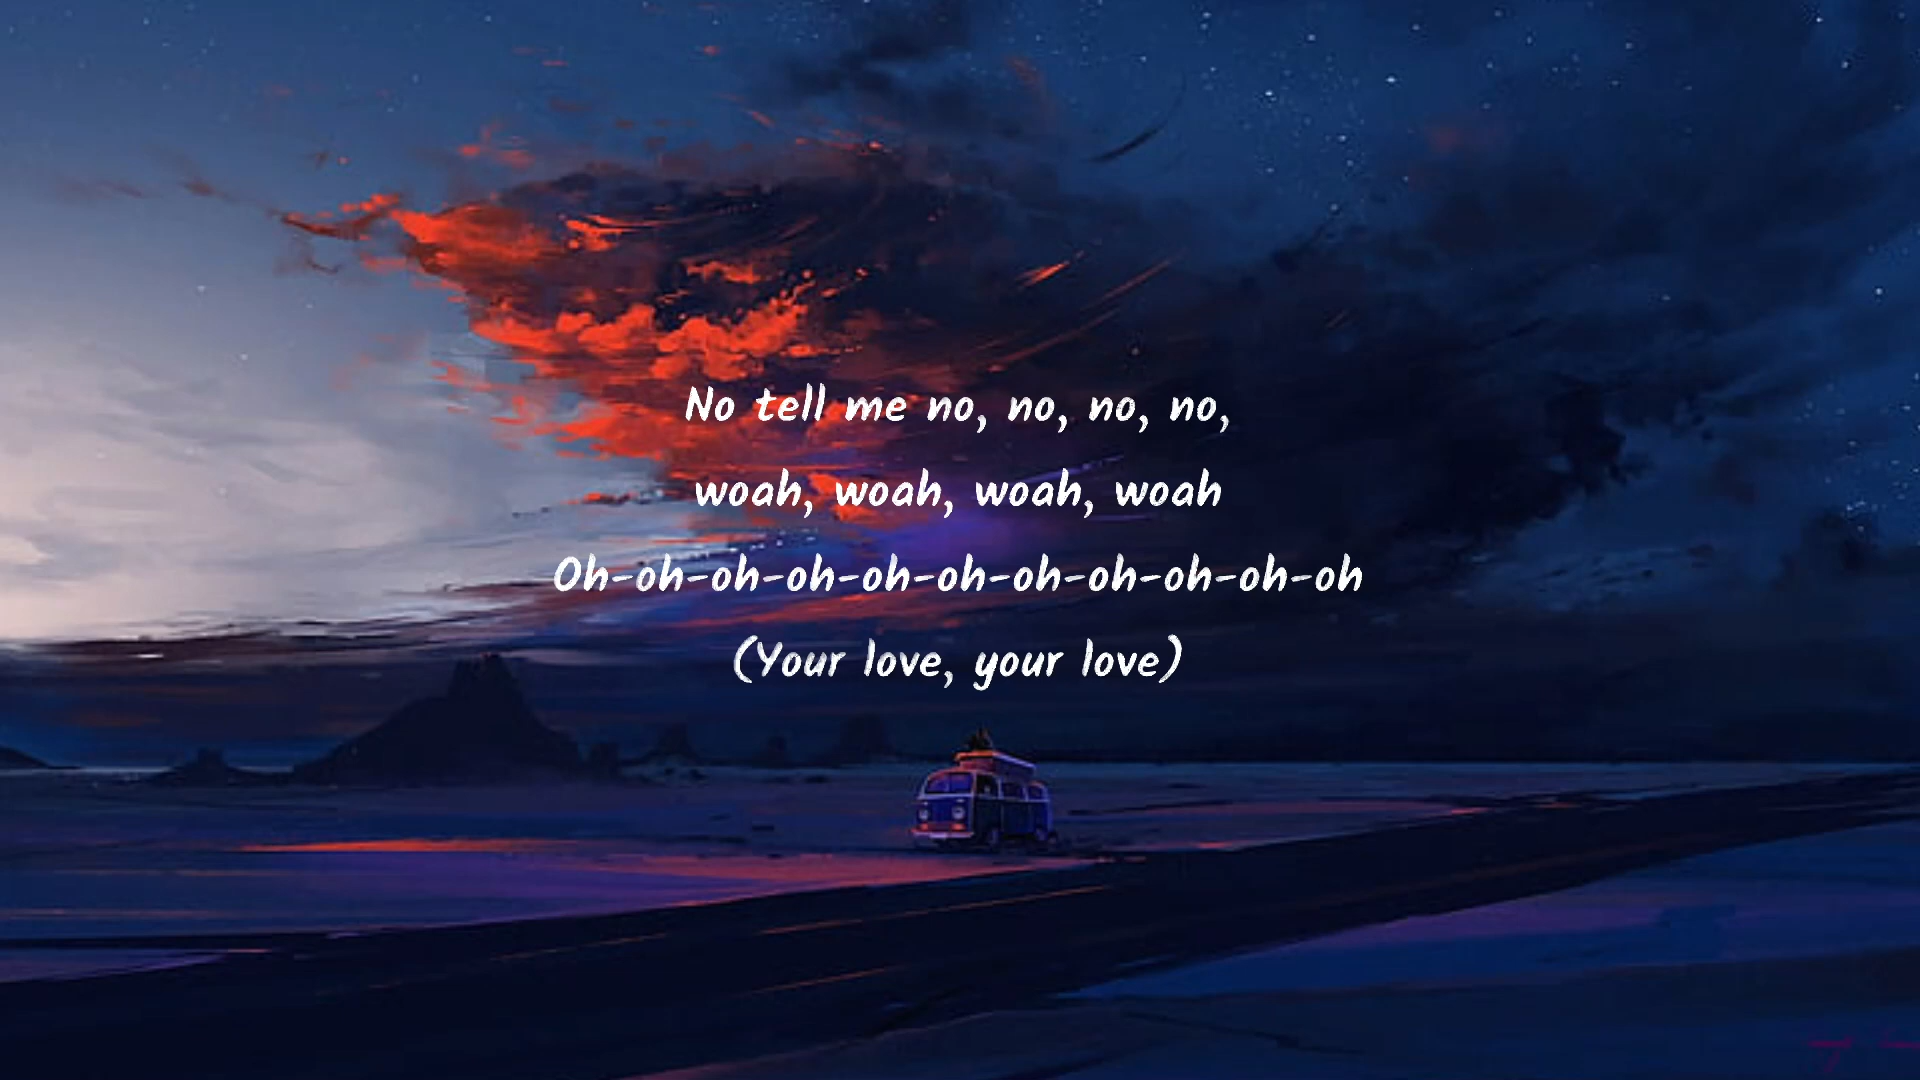 No tell me no, no, no, no,
woah, woah, woah, woah
Oh-oh-oh-oh-oh-oh-oh-oh-oh-oh-oh
(Your love, your love)